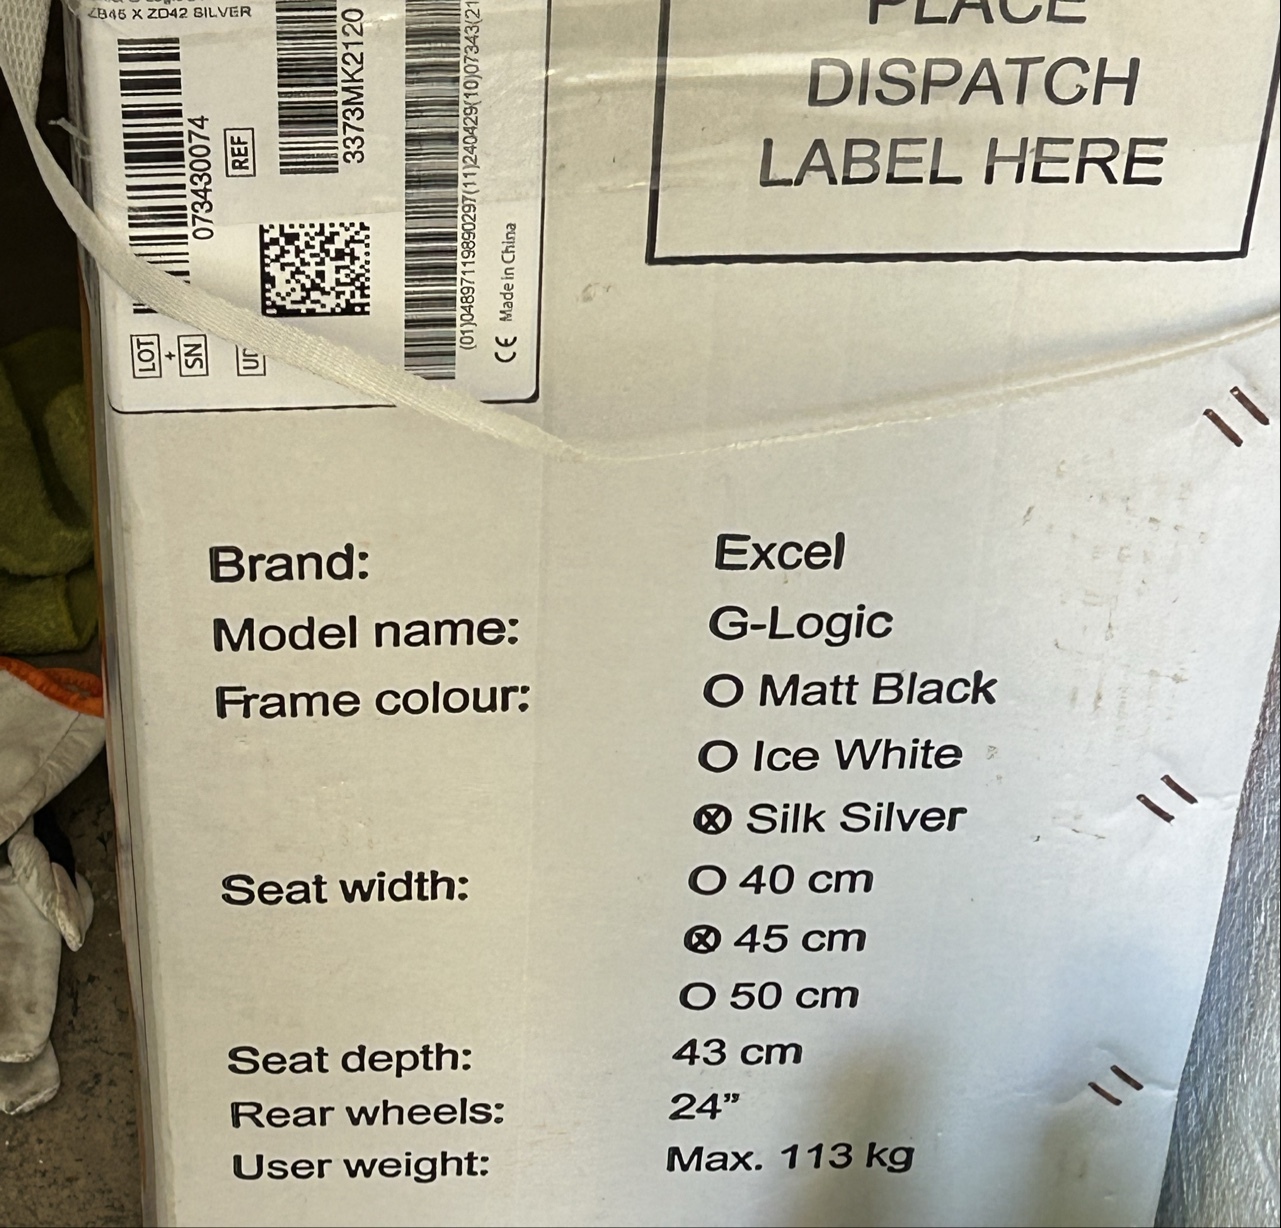 ZB45 X ZD42 SILVER
073430074
LOT
+
SN
REF
3373MK2120
(01)04897119890297(11)240429(10)07343(21
CE Made in China
PLACE
DISPATCH
LABEL HERE
Brand: Excel
Model name: G-Logic
Frame colour: O Matt Black
O Ice White
ⓧ Silk Silver
Seat width: O 40 cm
ⓧ 45 cm
O 50 cm
Seat depth: 43 cm
Rear wheels: 24”
User weight: Max. 113 kg